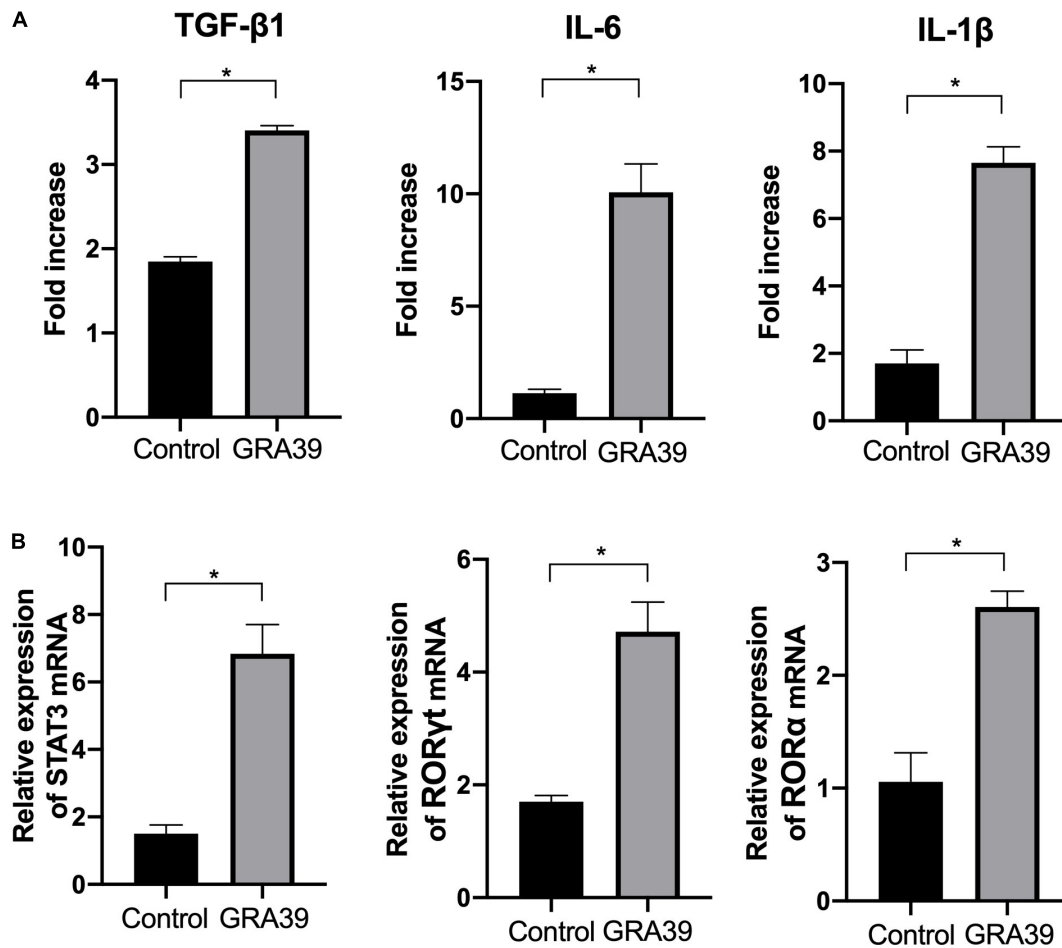 A
TGF-β1
IL-6
IL-1β
Fold increase
4
3
2
1
0
*
Control GRA39
Fold increase
15
10
5
0
*
Control GRA39
Fold increase
10
8
6
4
2
0
*
Control GRA39
B
Relative expression
of STAT3 mRNA
10
8
6
4
2
0
*
Control GRA39
Relative expression
of RORγt mRNA
6
4
2
0
*
Control GRA39
Relative expression
of RORα mRNA
3
2
1
0
*
Control GRA39